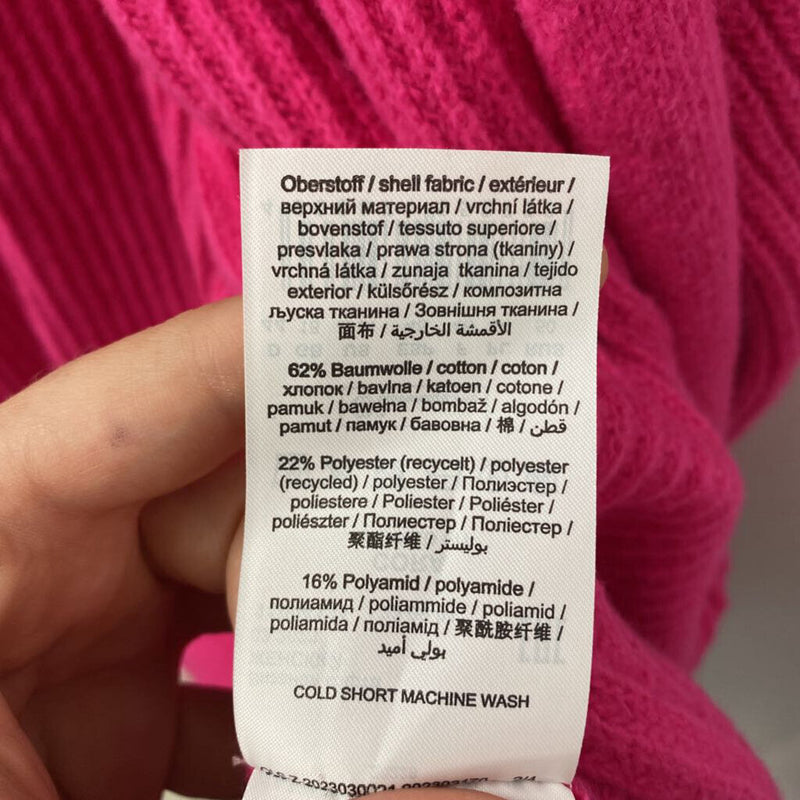 Oberstoff / shell fabric / extérieur /
верхний материал / vrchní látka /
bovenstof / tessuto superiore /
presvlaka / prawa strona (tkaniny) /
vrchná látka / zunaja tkanina / tejido
exterior / külsőrész / композитна
љуска тканина / Зовнішня тканина /
面布 / الأقمشة الخارجية
62% Baumwolle / cotton / coton /
хлопок / bavlna / katoen / cotone /
pamuk / bawełna / bombaž / algodón /
pamut / памук / бавовна / 棉 / قطن
22% Polyester (recycelt) / polyester
(recycled) / polyester / Полиэстер /
poliestere / Poliester / Poliéster /
poliészter / Полиестер / Поліестер /
聚酯纤维 / بوليستر
16% Polyamid / polyamide /
полиамид / poliammide / poliamid /
poliamida / поліамід / 聚酰胺纤维 /
بولي أميد
COLD SHORT MACHINE WASH